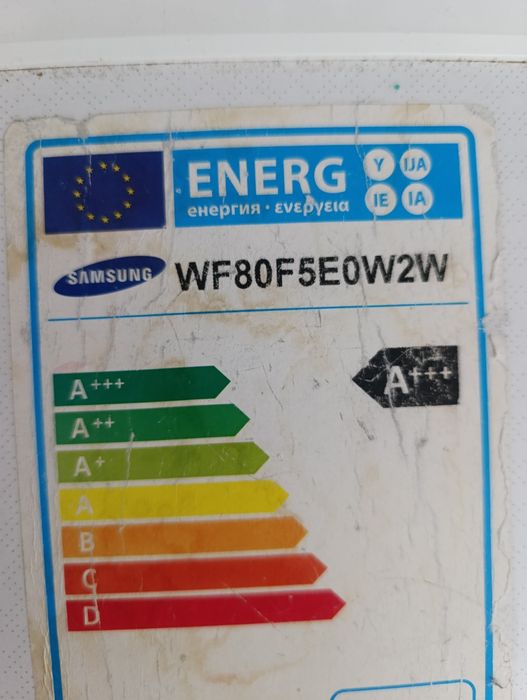 ENERG Y IJA
енергия · ενεργεια IE IA
SAMSUNG WF80F5E0W2W
A+++ A+++
A++
A+
A
B
C
D